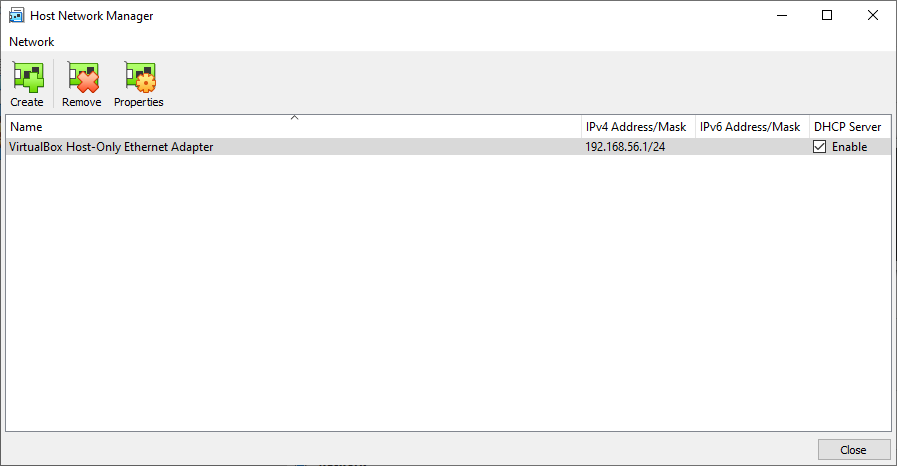 Host Network Manager
Network
Create Remove Properties
Name IPv4 Address/Mask IPv6 Address/Mask DHCP Server
VirtualBox Host-Only Ethernet Adapter 192.168.56.1/24 Enable
Close